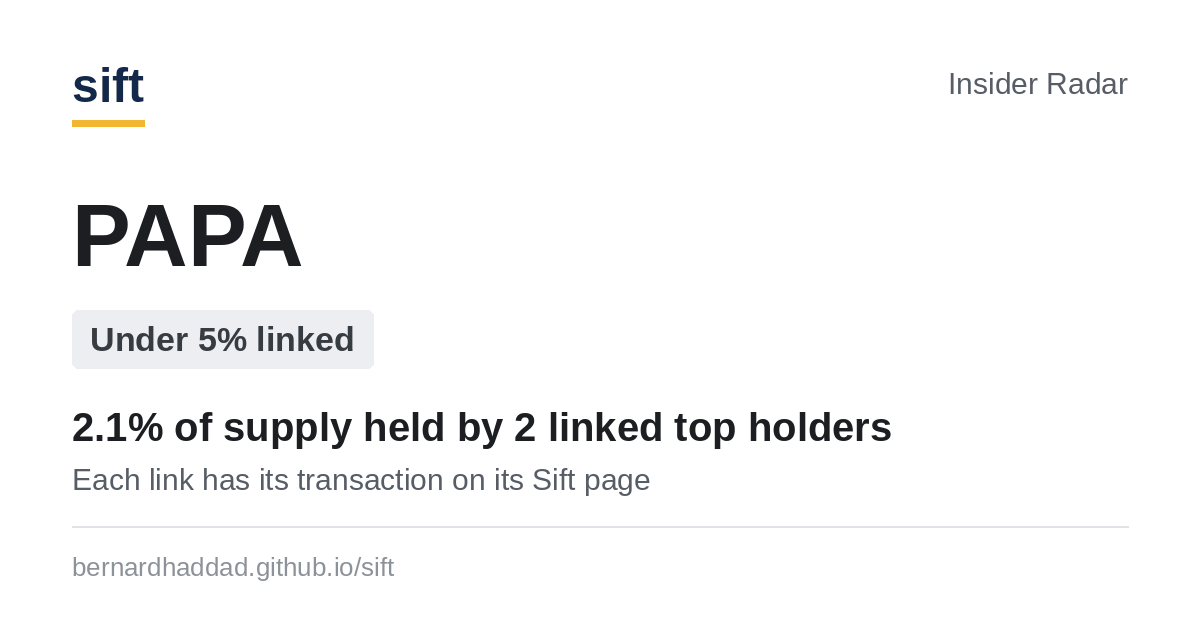 sift
Insider Radar
PAPA
Under 5% linked
2.1% of supply held by 2 linked top holders
Each link has its transaction on its Sift page
bernardhaddad.github.io/sift